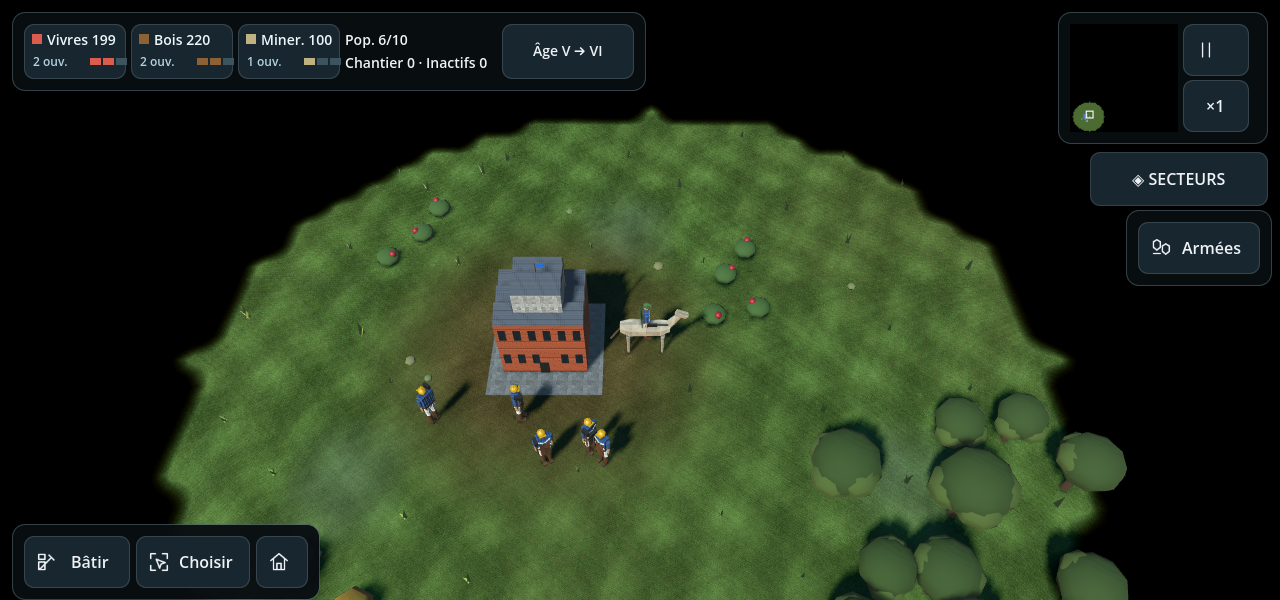 Vivres 199
2 ouv.
Bois 220
2 ouv.
Miner. 100
1 ouv.
Pop. 6/10
Chantier 0 · Inactifs 0
Âge V → VI
×1
◈ SECTEURS
Armées
Bâtir
Choisir